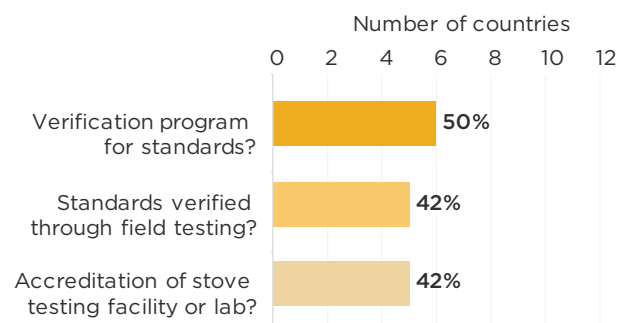 Number of countries
0 2 4 6 8 10 12
Verification program
for standards?
50%
Standards verified
through field testing?
42%
Accreditation of stove
testing facility or lab?
42%